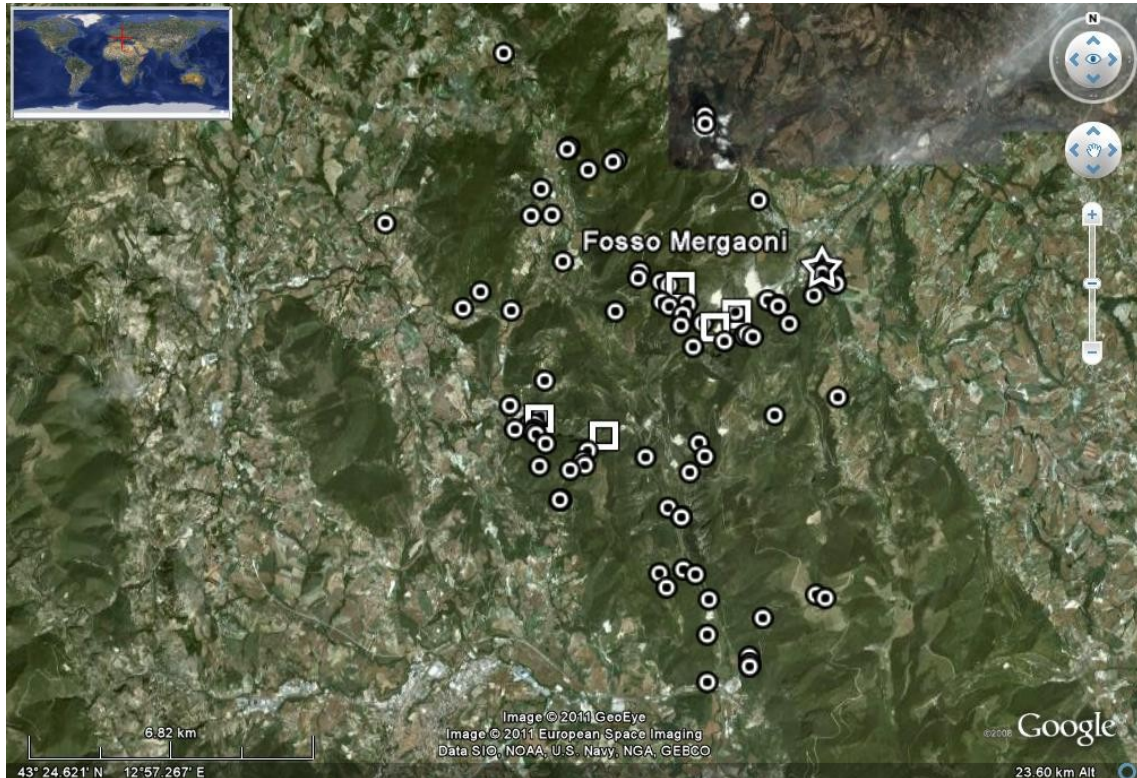 N
Fosso Mergaoni
Image © 2011 GeoEye
Image © 2011 European Space Imaging
Data SIO, NOAA, U.S. Navy, NGA, GEBCO
©2008 Google
6.82 km
43° 24.621' N 12°57.267' E
23.60 km Alt